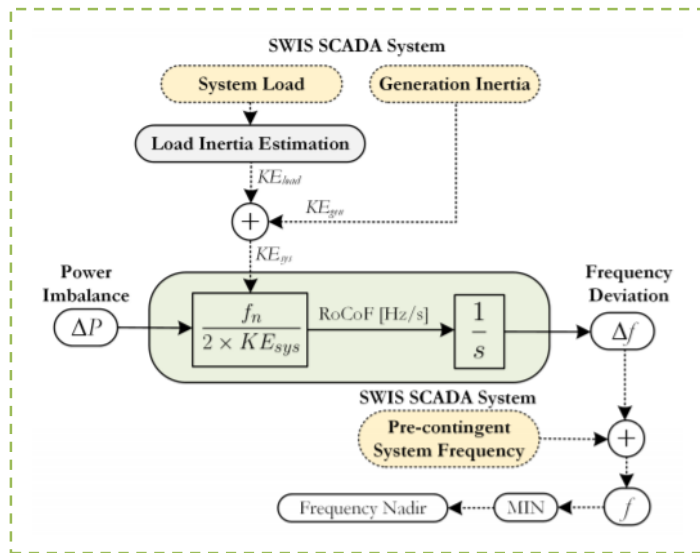 SWIS SCADA System
System Load
Generation Inertia
Load Inertia Estimation
KE_load
KE_gen
KE_sys
Power
Imbalance
ΔP
f_n
2 × KE_sys
RoCoF [Hz/s]
1
s
Frequency
Deviation
Δf
SWIS SCADA System
Pre-contingent
System Frequency
+
+
f
MIN
Frequency Nadir